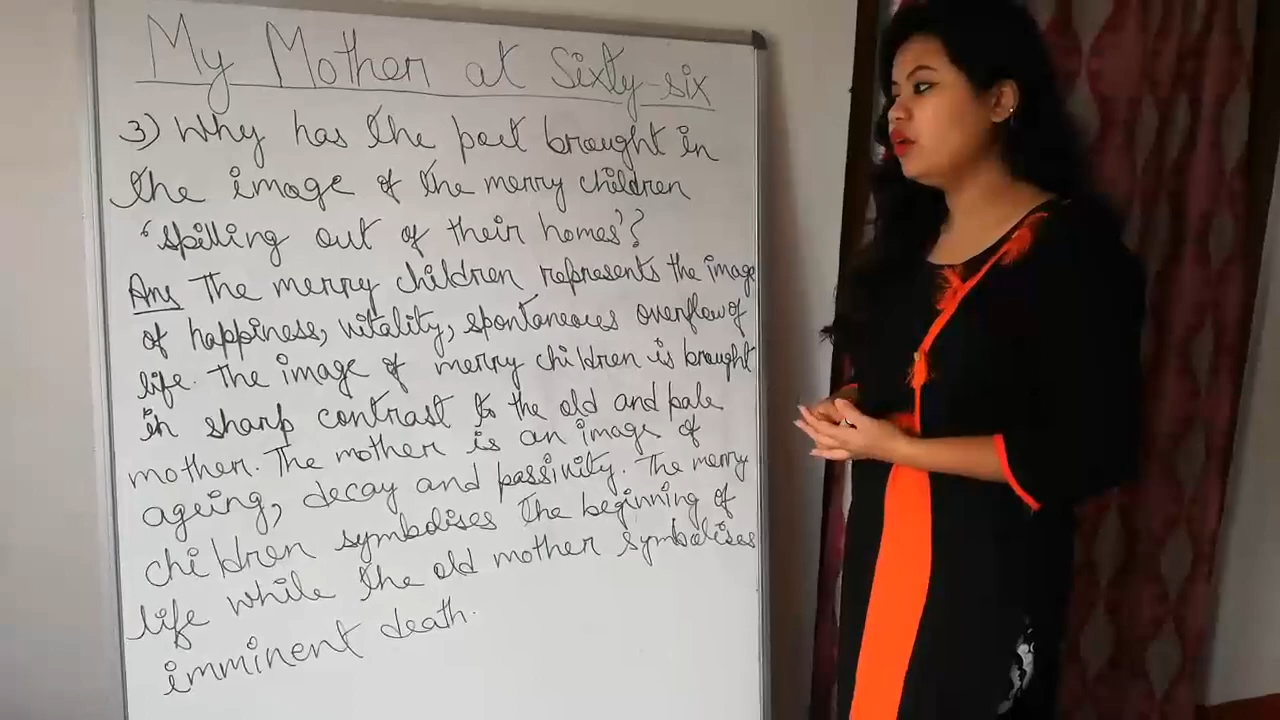 My Mother at Sixty-six
3) Why has the poet brought in
the image of the merry children
'spilling out of their homes'?
Ans The merry children represents the image
of happiness, vitality, spontaneous overflow of
life. The image of merry children is brought
in sharp contrast to the old and pale
mother. The mother is an image of
ageing, decay and passivity. The merry
children symbolises the beginning of
life while the old mother symbolises
imminent death.